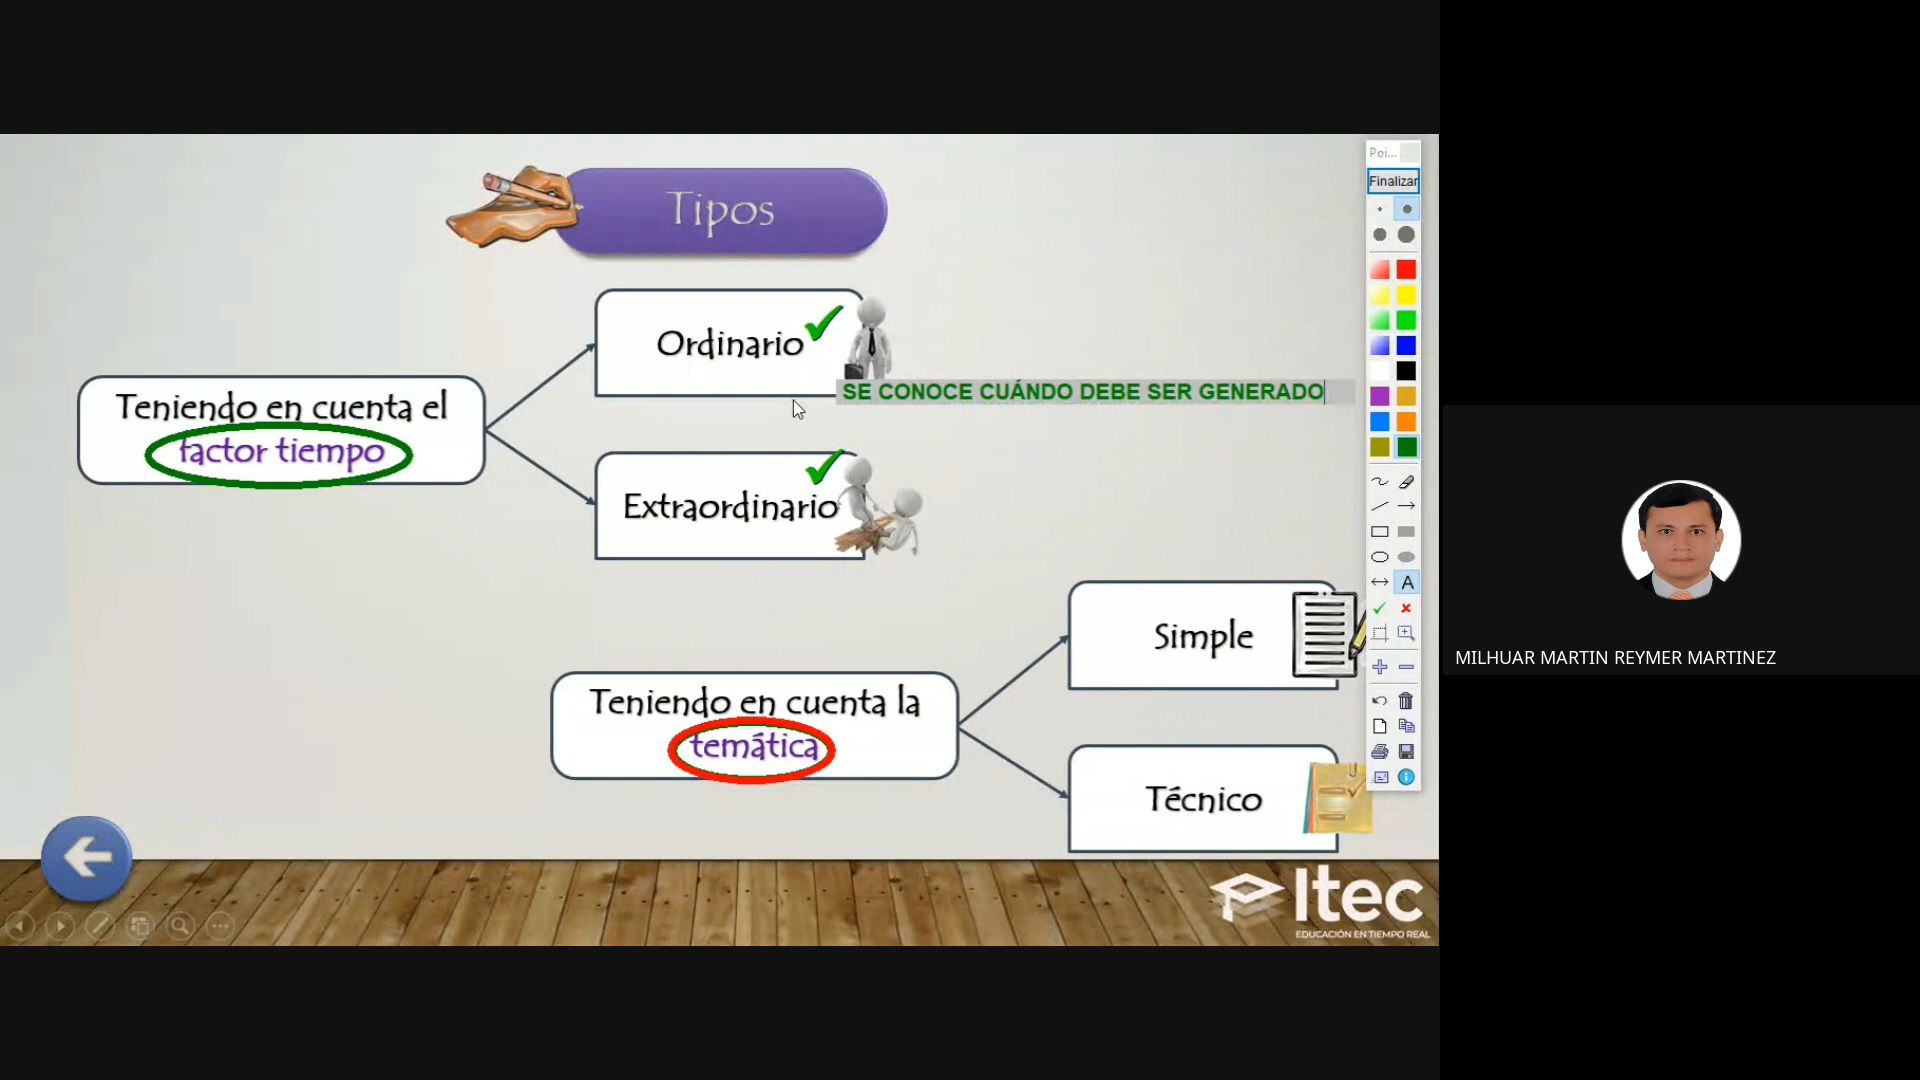 Tipos
Poi...
Finalizar
Ordinario
SE CONOCE CUÁNDO DEBE SER GENERADO
Teniendo en cuenta el
factor tiempo
Extraordinario
A
Simple
MILHUAR MARTIN REYMER MARTINEZ
Teniendo en cuenta la
temática
Técnico
Itec
EDUCACIÓN EN TIEMPO REAL